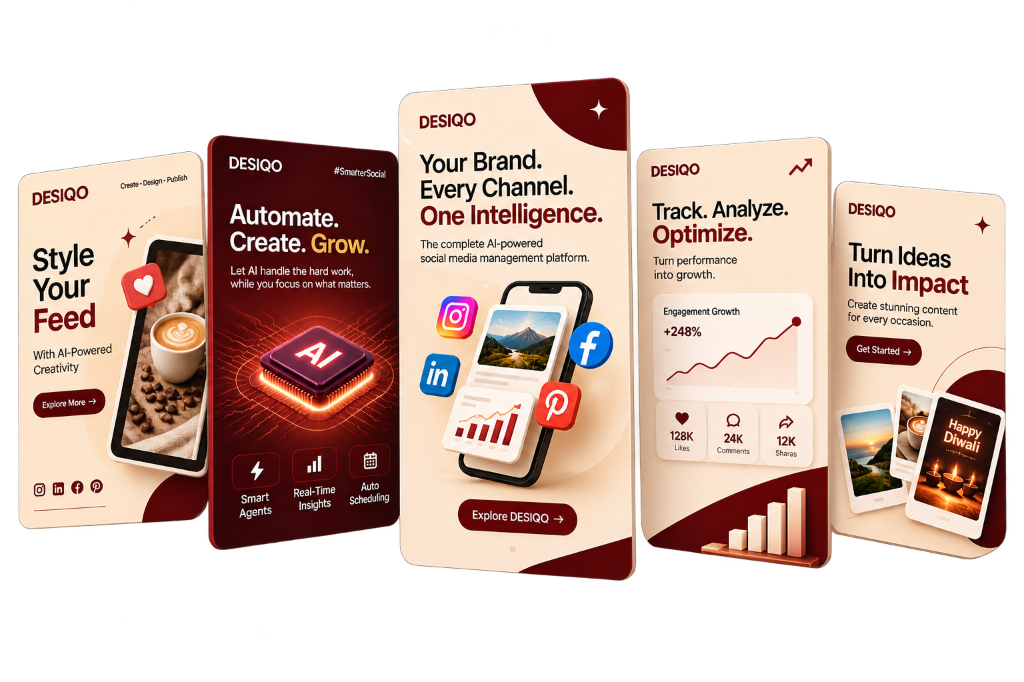 DESIQO
Create • Design • Publish
Style
Your
Feed
With AI-Powered
Creativity
Explore More →
DESIQO
#SmarterSocial
Automate.
Create. Grow.
Let AI handle the hard work,
while you focus on what matters.
AI
Smart
Agents
Real-Time
Insights
Auto
Scheduling
DESIQO
Your Brand.
Every Channel.
One Intelligence.
The complete AI-powered
social media management platform.
in
f
Explore DESIQO →
DESIQO
Track. Analyze.
Optimize.
Turn performance
into growth.
Engagement Growth
+248%
128K
Likes
24K
Comments
12K
Shares
DESIQO
Turn Ideas
Into Impact
Create stunning content
for every occasion.
Get Started →
Happy
Diwali